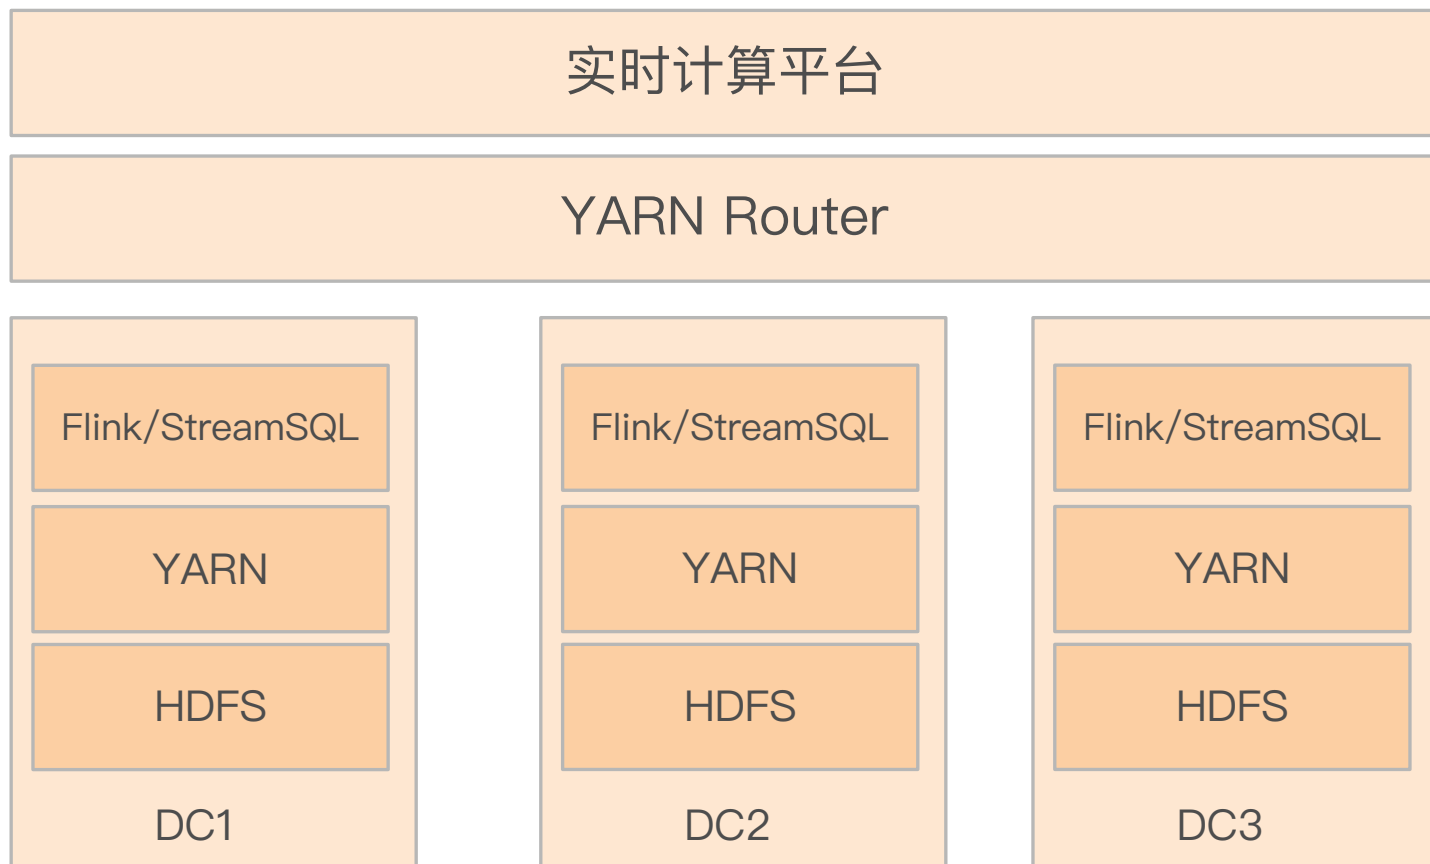 实时计算平台
YARN Router
Flink/StreamSQL
YARN
HDFS
DC1
Flink/StreamSQL
YARN
HDFS
DC2
Flink/StreamSQL
YARN
HDFS
DC3